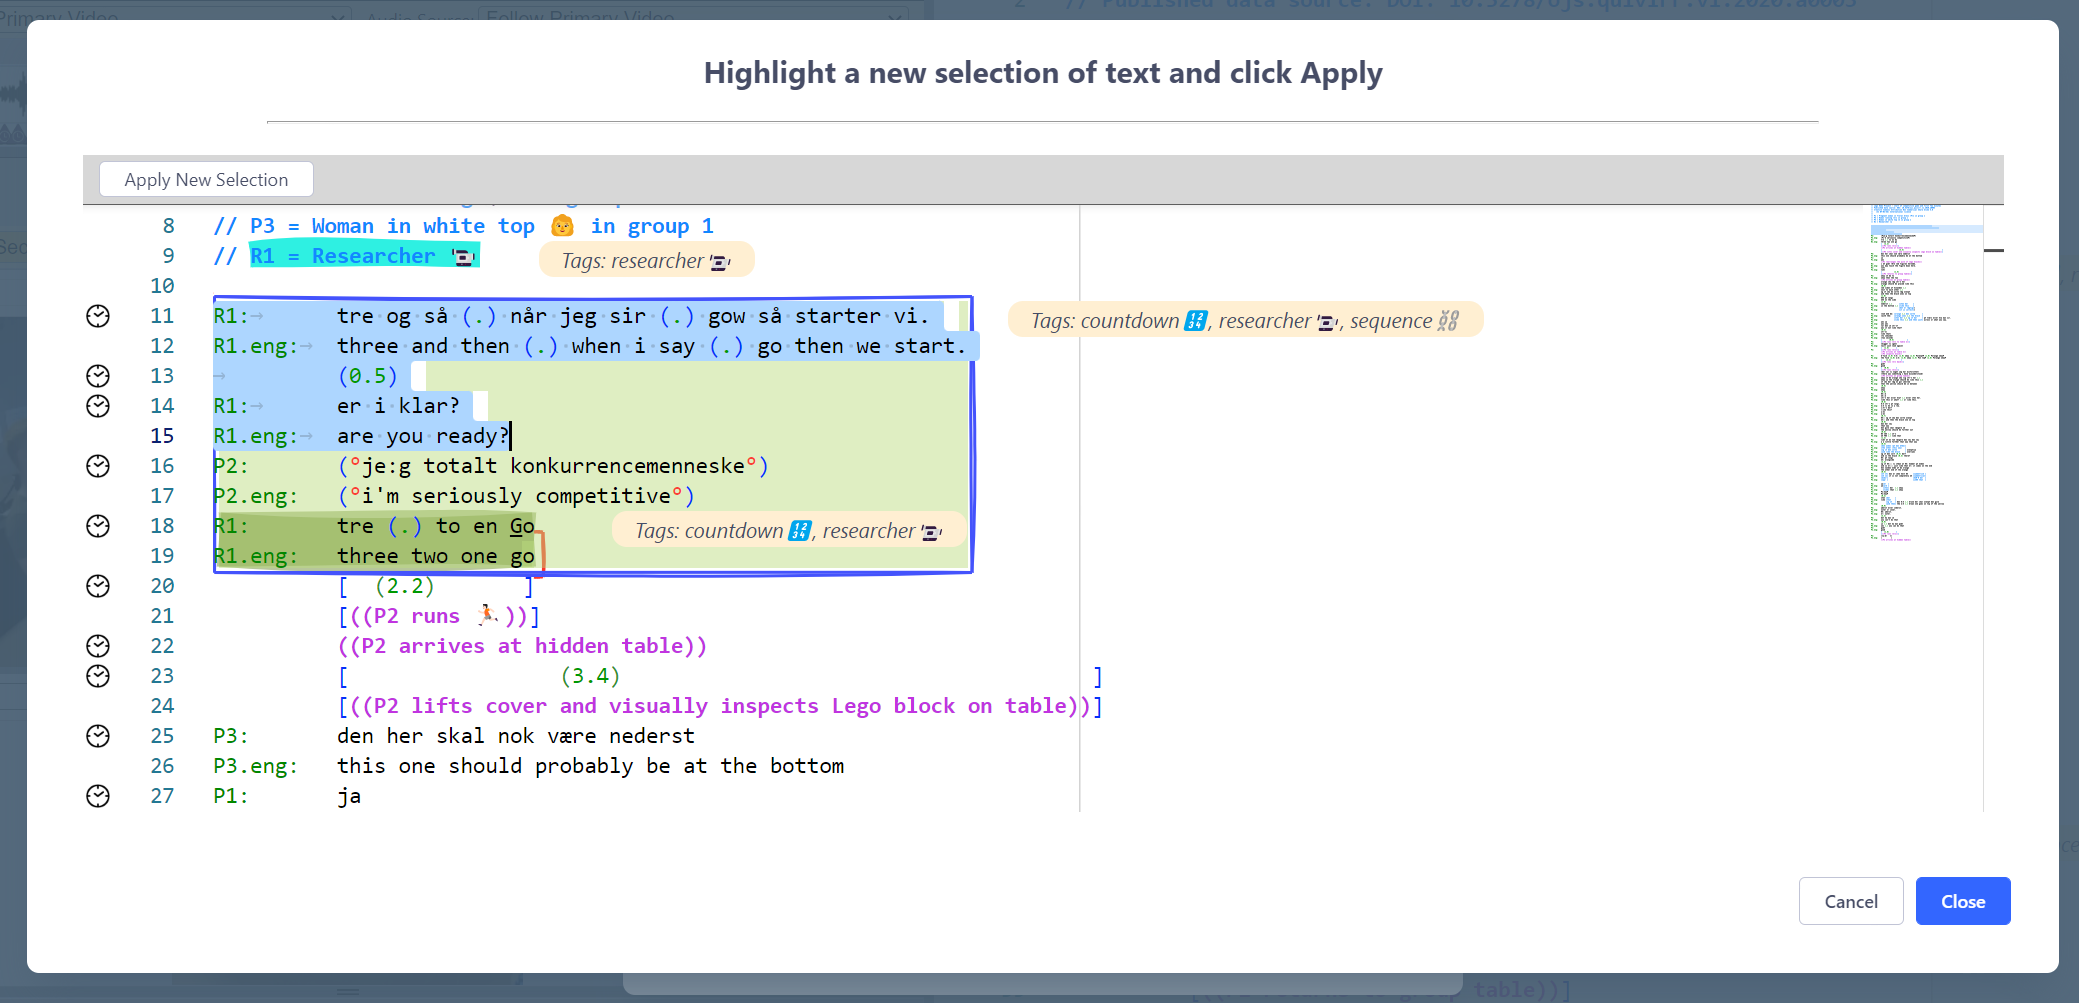 Primary Video
Audio Source: Follow Primary Video
2 // Published data source: DOI: 10.5278/ojs.quivirr.v1.2020.a0003
Highlight a new selection of text and click Apply
Apply New Selection
8 // P3 = Woman in white top 👩 in group 1
9 // R1 = Researcher Tags: researcher
10
11 R1:→ tre·og·så·(.)·når·jeg·sir·(.)·gow·så·starter·vi. Tags: countdown 🔢, researcher , sequence ⛓
12 R1.eng:→ three·and·then·(.)·when·i·say·(.)·go·then·we·start.
13 → (0.5)
14 R1:→ er·i·klar?
15 R1.eng:→ are·you·ready?
16 P2: (°je:g totalt konkurrencemenneske°)
17 P2.eng: (°i'm seriously competitive°)
18 R1: tre (.) to en Go Tags: countdown 🔢, researcher
19 R1.eng: three two one go
20 [ (2.2) ]
21 [((P2 runs 🏃))]
22 ((P2 arrives at hidden table))
23 [ (3.4) ]
24 [((P2 lifts cover and visually inspects Lego block on table))]
25 P3: den her skal nok være nederst
26 P3.eng: this one should probably be at the bottom
27 P1: ja
Cancel
Close